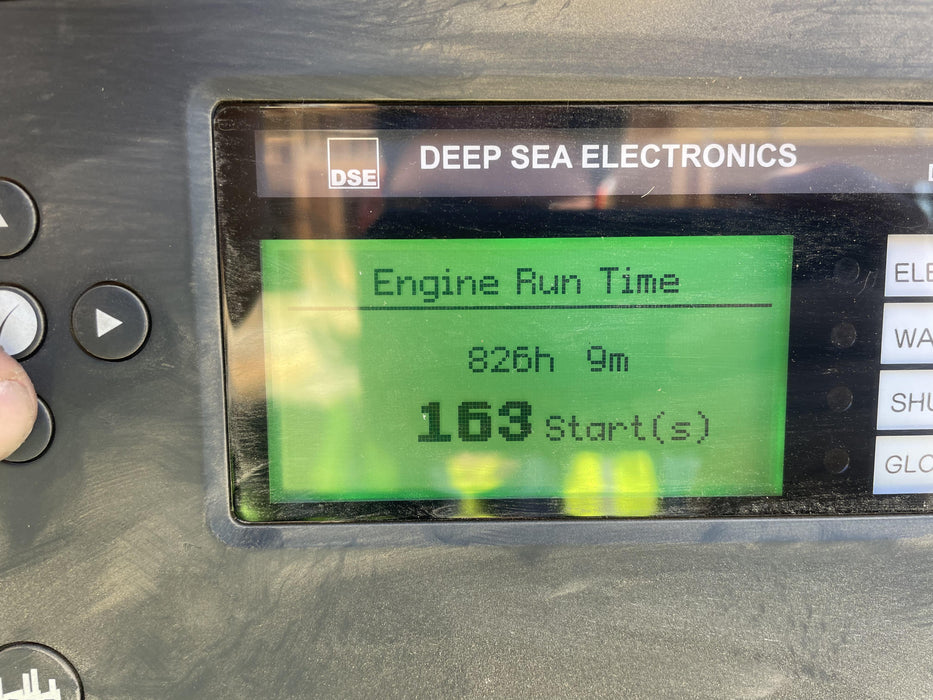 DSE
DEEP SEA ELECTRONICS
Engine Run Time
826h 9m
163 Start(s)